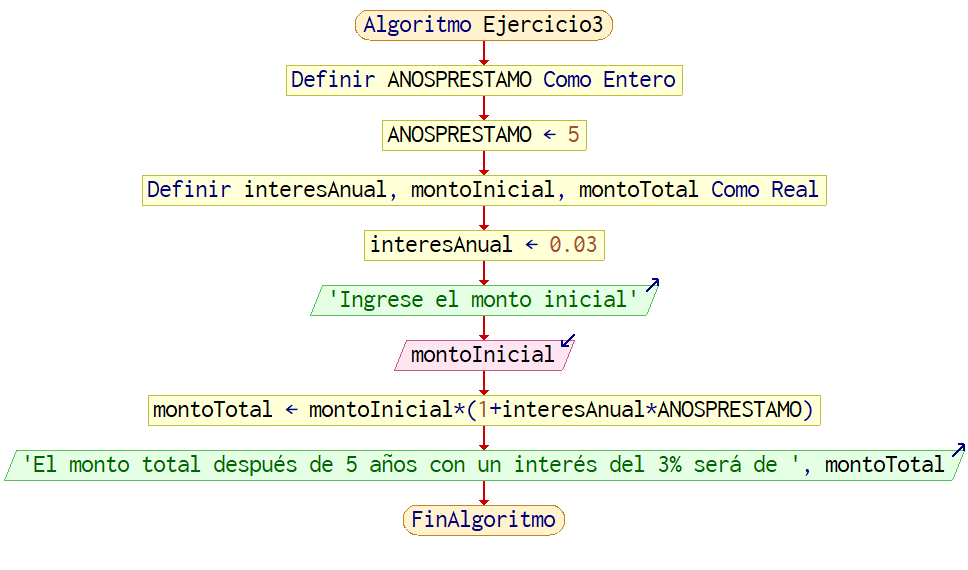 Algoritmo Ejercicio3
Definir ANOSPRESTAMO Como Entero
ANOSPRESTAMO ← 5
Definir interesAnual, montoInicial, montoTotal Como Real
interesAnual ← 0.03
'Ingrese el monto inicial'
montoInicial
montoTotal ← montoInicial*(1+interesAnual*ANOSPRESTAMO)
'El monto total después de 5 años con un interés del 3% será de ', montoTotal
FinAlgoritmo